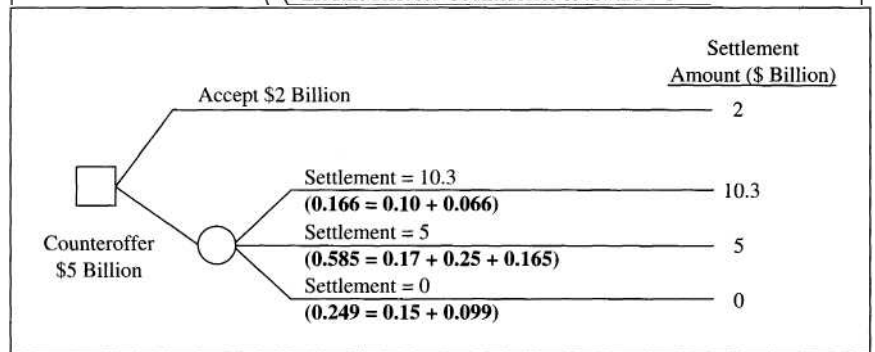 Settlement
Amount ($ Billion)
Accept $2 Billion
2
Settlement = 10.3
10.3
(0.166 = 0.10 + 0.066)
Settlement = 5
5
(0.585 = 0.17 + 0.25 + 0.165)
Counteroffer
$5 Billion
Settlement = 0
0
(0.249 = 0.15 + 0.099)